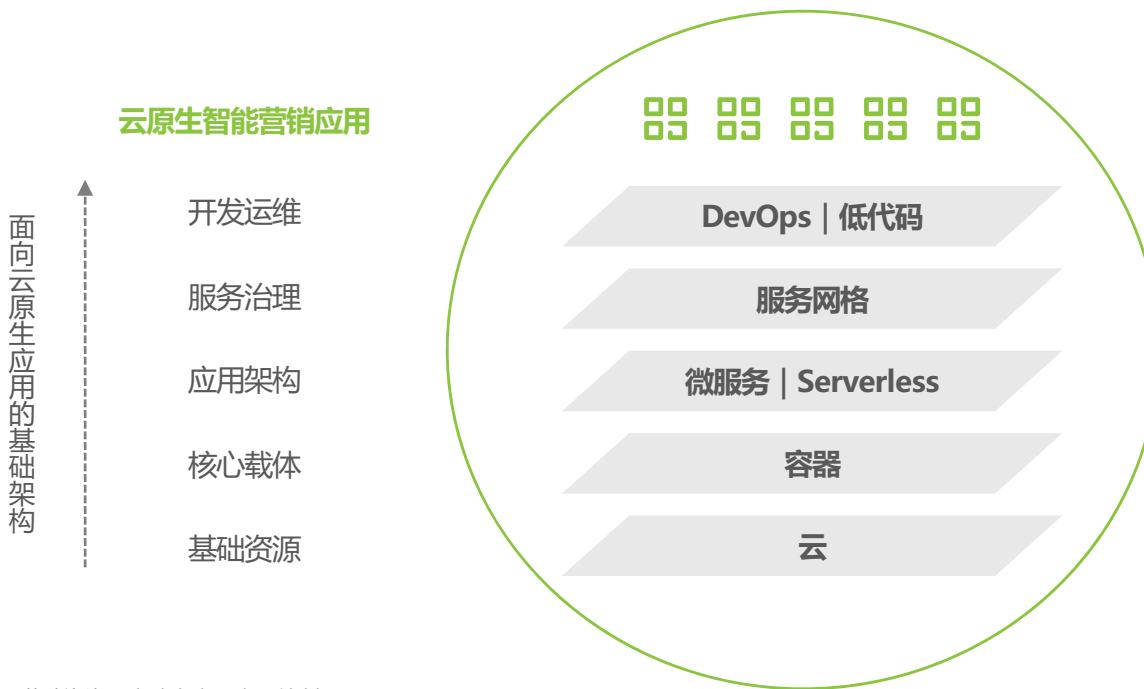 云原生智能营销应用
面向云原生应用的基础架构
开发运维
DevOps｜低代码
服务治理
服务网格
应用架构
微服务｜Serverless
核心载体
容器
基础资源
云